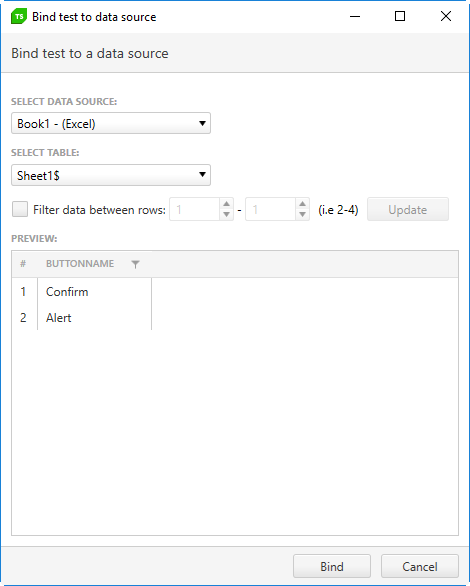 TS Bind test to data source
Bind test to a data source
SELECT DATA SOURCE:
Book1 - (Excel)
SELECT TABLE:
Sheet1$
Filter data between rows: 1 - 1 (i.e 2-4) Update
PREVIEW:
# BUTTONNAME
1 Confirm
2 Alert
Bind Cancel